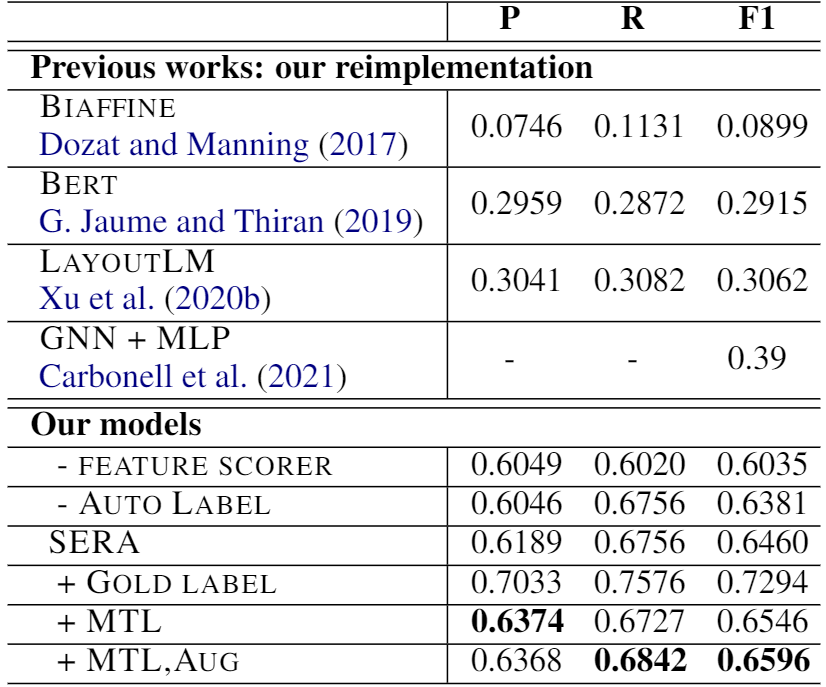 P R F1
Previous works: our reimplementation
BIAFFINE
Dozat and Manning (2017)
0.0746 0.1131 0.0899
BERT
G. Jaume and Thiran (2019)
0.2959 0.2872 0.2915
LAYOUTLM
Xu et al. (2020b)
0.3041 0.3082 0.3062
GNN + MLP
Carbonell et al. (2021)
- - 0.39
Our models
- FEATURE SCORER 0.6049 0.6020 0.6035
- AUTO LABEL 0.6046 0.6756 0.6381
SERA 0.6189 0.6756 0.6460
+ GOLD LABEL 0.7033 0.7576 0.7294
+ MTL 0.6374 0.6727 0.6546
+ MTL,AUG 0.6368 0.6842 0.6596